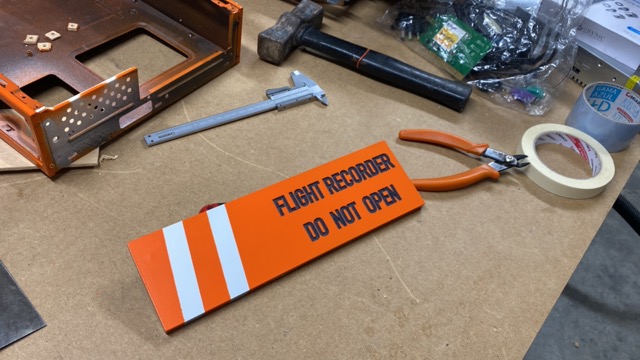 FLIGHT RECORDER
DO NOT OPEN